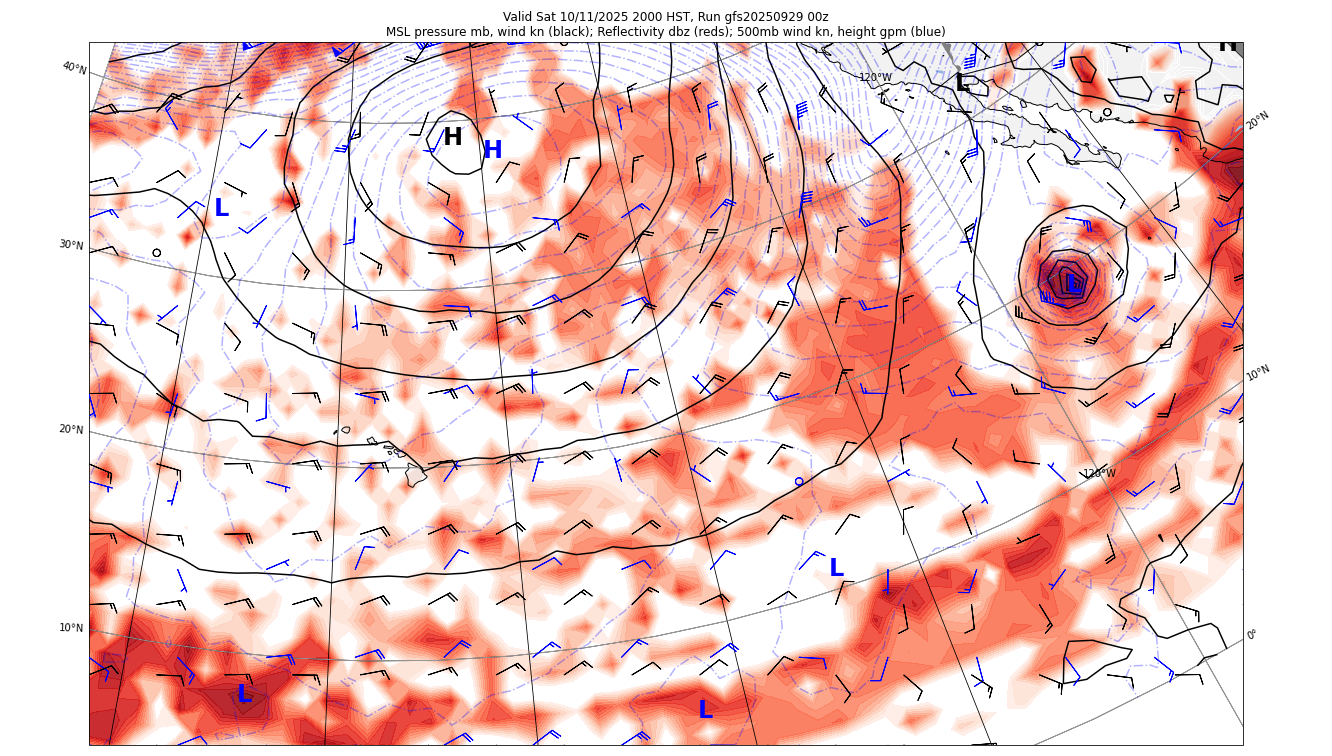 Valid Sat 10/11/2025 2000 HST, Run gfs20250929 00z
MSL pressure mb, wind kn (black); Reflectivity dbz (reds); 500mb wind kn, height gpm (blue)
H
40°N
120°W
L
20°N
H
H
L
30°N
L
10°N
20°N
120°W
L
10°N
0°
L
L